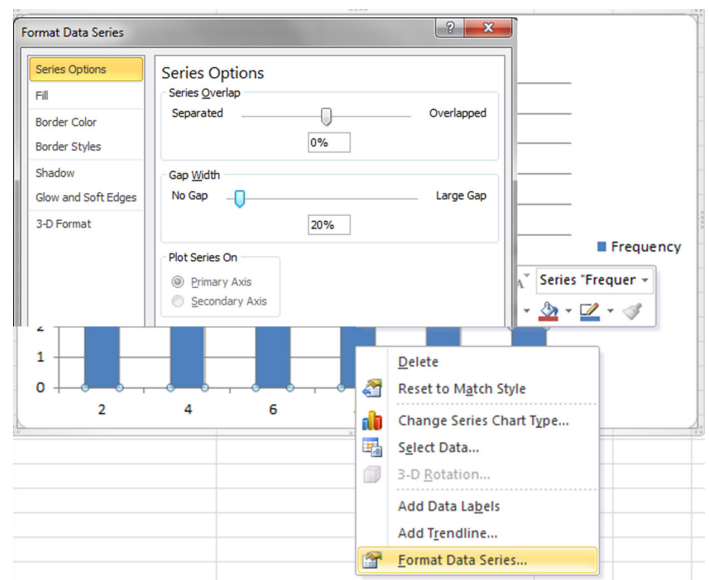 Format Data Series
Series Options
Fill
Border Color
Border Styles
Shadow
Glow and Soft Edges
3-D Format
Series Options
Series Overlap
Separated Overlapped
0%
Gap Width
No Gap Large Gap
20%
Plot Series On
Primary Axis
Secondary Axis
Frequency
Series "Frequer
2
1
0
2 4 6
Delete
Reset to Match Style
Change Series Chart Type...
Select Data...
3-D Rotation...
Add Data Labels
Add Trendline...
Format Data Series...